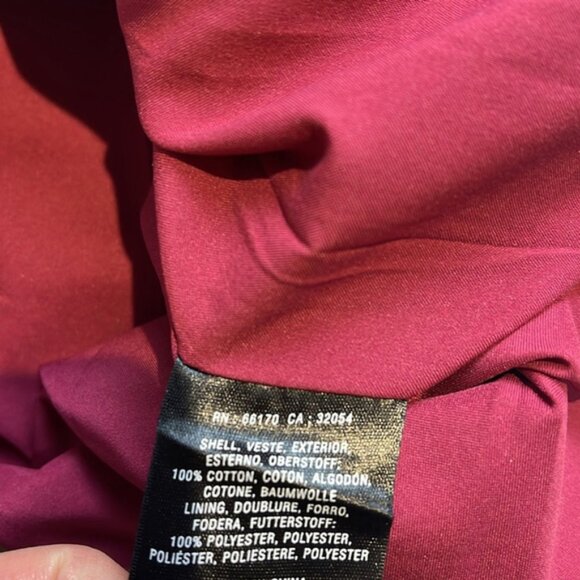 RN : 66170 CA : 32054
SHELL, VESTE, EXTERIOR,
ESTERNO, OBERSTOFF:
100% COTTON, COTON, ALGODÓN,
COTONE, BAUMWOLLE
LINING, DOUBLURE, FORRO,
FODERA, FUTTERSTOFF:
100% POLYESTER, POLYESTER,
POLIÉSTER, POLIESTERE, POLYESTER